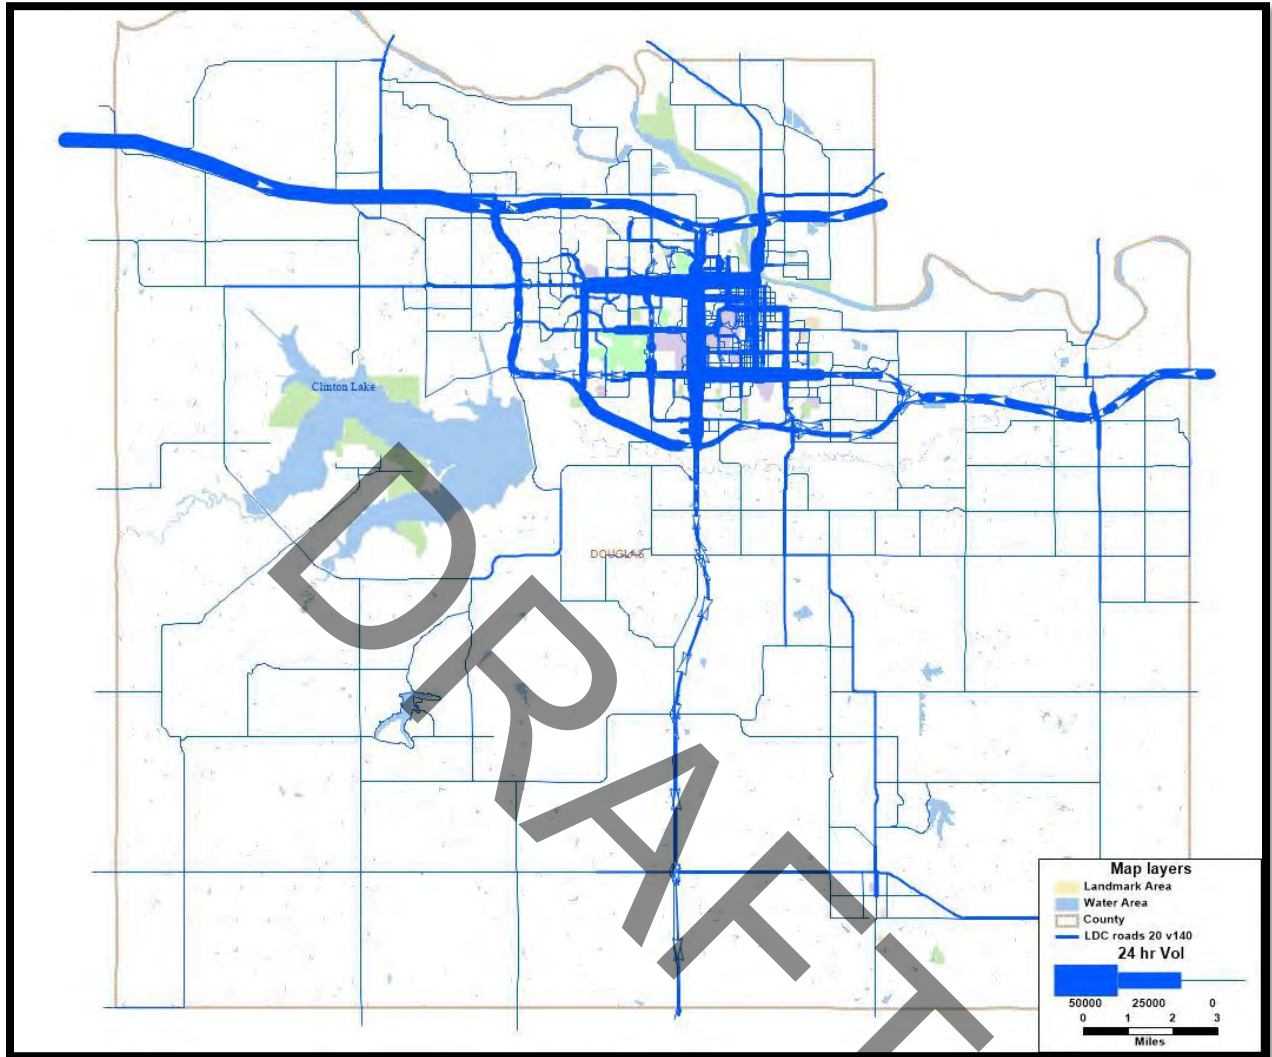 Clinton Lake
DOUGLAS
DRAFT
Map layers
Landmark Area
Water Area
County
LDC roads 20 v140
24 hr Vol
50000 25000 0
0 1 2 3
Miles